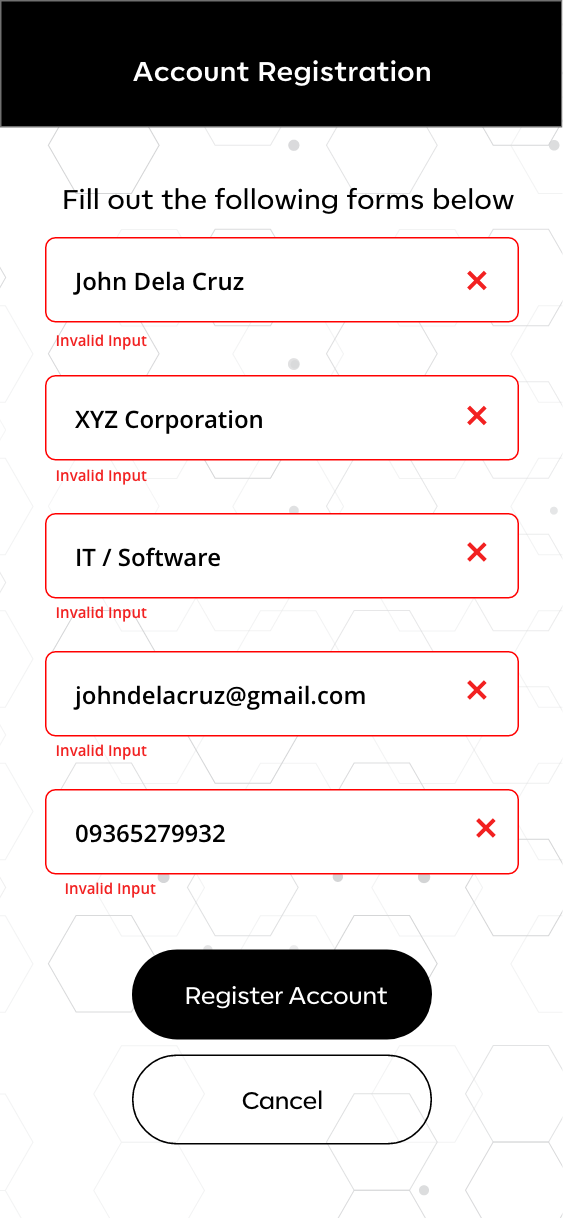 Account Registration
Fill out the following forms below
John Dela Cruz
Invalid Input
XYZ Corporation
Invalid Input
IT / Software
Invalid Input
johndelacruz@gmail.com
Invalid Input
09365279932
Invalid Input
Register Account
Cancel